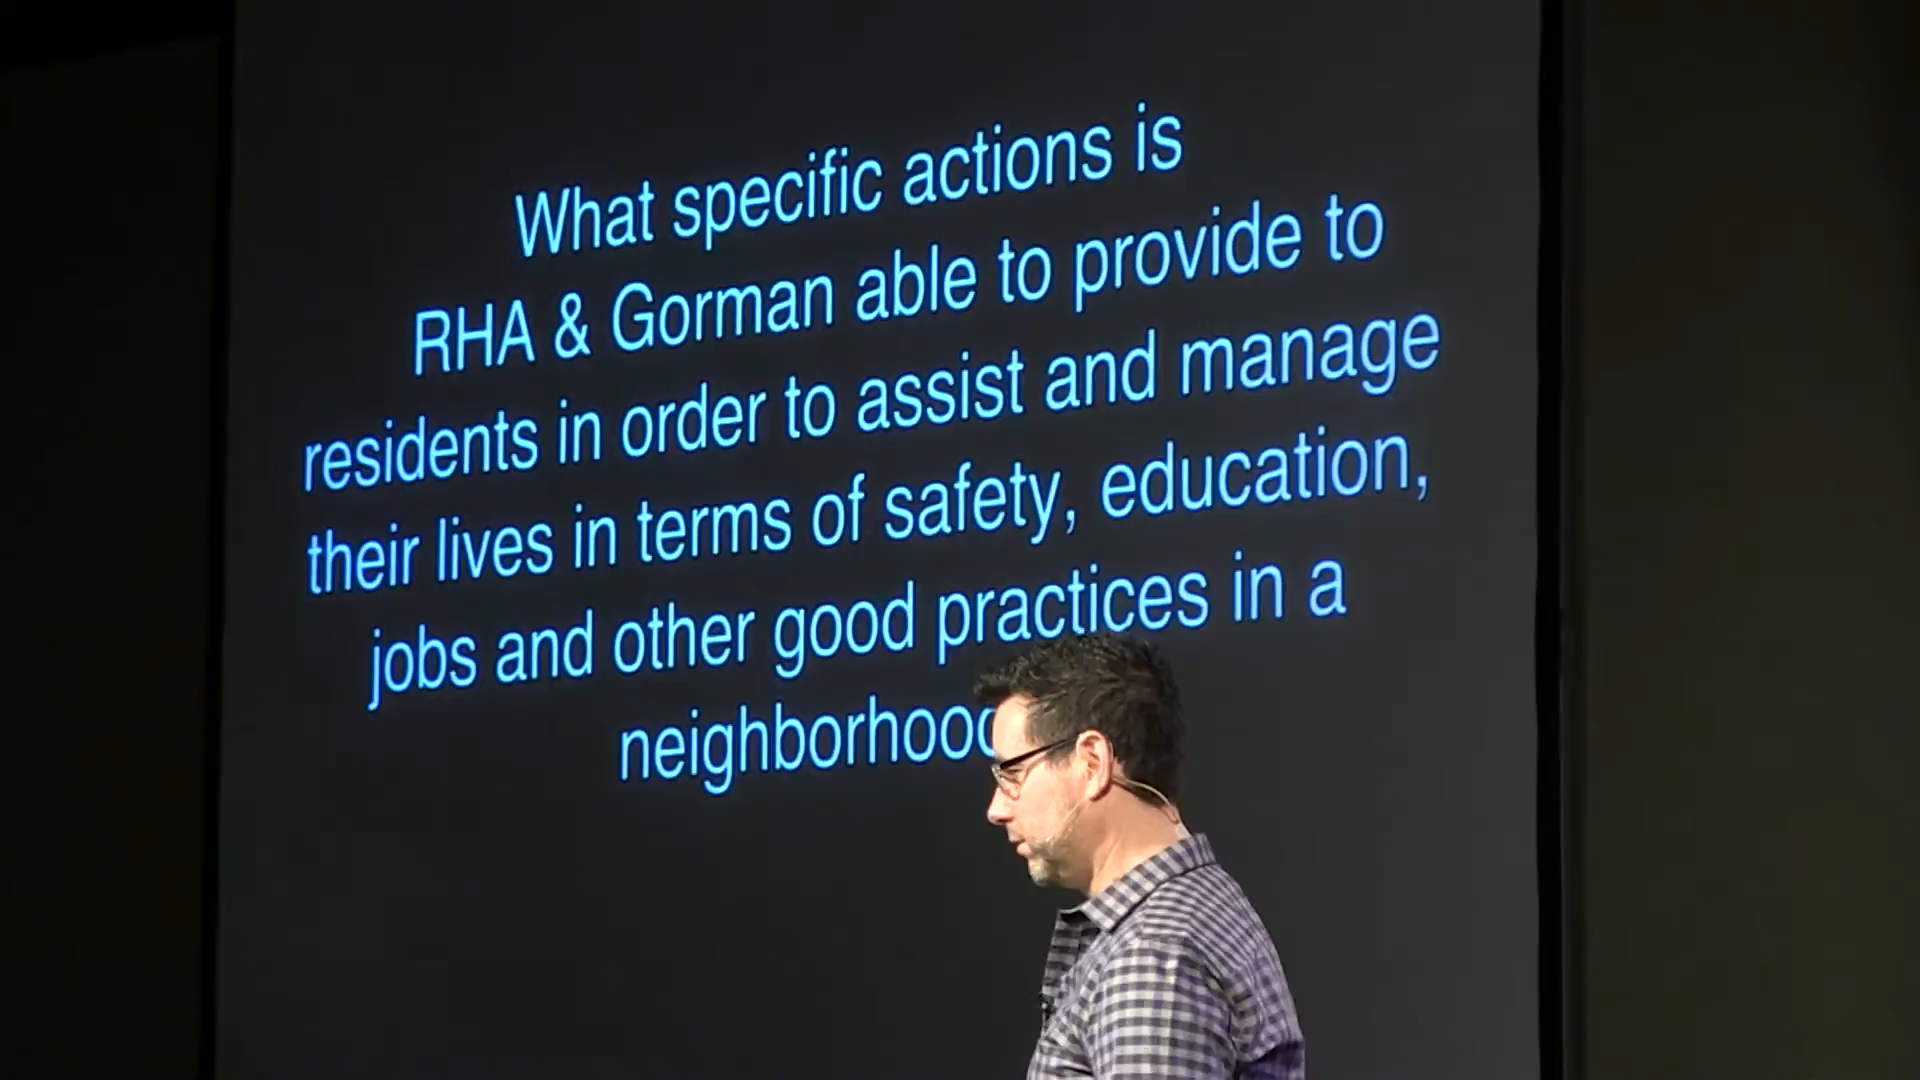 What specific actions is
RHA & Gorman able to provide to
residents in order to assist and manage
their lives in terms of safety, education,
jobs and other good practices in a